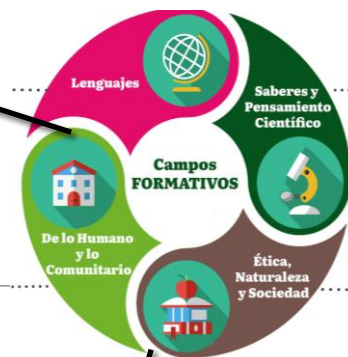 Lenguajes
Saberes y
Pensamiento
Científico
Campos
FORMATIVOS
De lo Humano
y lo
Comunitario
Ética,
Naturaleza
y Sociedad